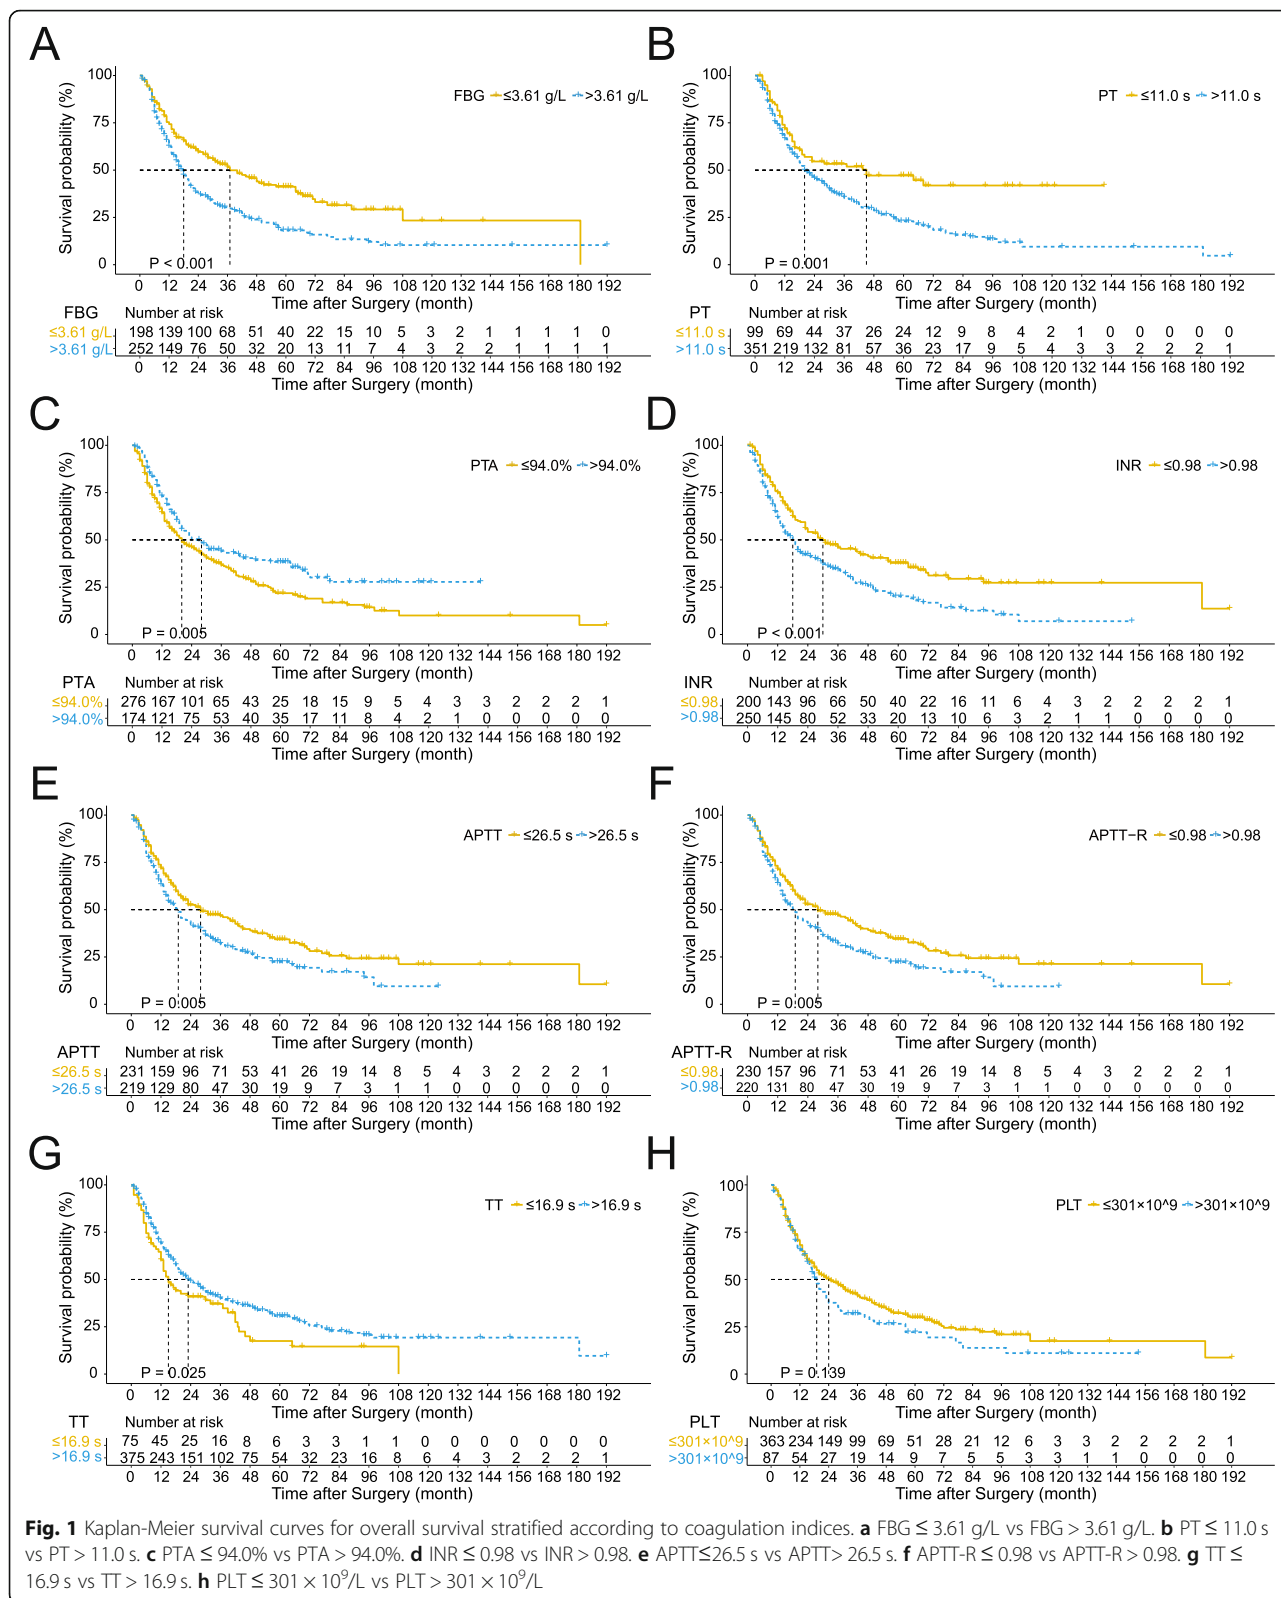 A
Survival probability (%)
100
75
50
25
0
FBG ≤3.61 g/L >3.61 g/L
P < 0.001
0 12 24 36 48 60 72 84 96 108 120 132 144 156 168 180 192
Time after Surgery (month)
FBG Number at risk
≤3.61 g/L 198 139 100 68 51 40 22 15 10 5 3 2 1 1 1 1 0
>3.61 g/L 252 149 76 50 32 20 13 11 7 4 3 2 2 1 1 1 1
0 12 24 36 48 60 72 84 96 108 120 132 144 156 168 180 192
Time after Surgery (month)
B
Survival probability (%)
100
75
50
25
0
PT ≤11.0 s >11.0 s
P = 0.001
0 12 24 36 48 60 72 84 96 108 120 132 144 156 168 180 192
Time after Surgery (month)
PT Number at risk
≤11.0 s 99 69 44 37 26 24 12 9 8 4 2 1 0 0 0 0 0
>11.0 s 351 219 132 81 57 36 23 17 9 5 4 3 3 2 2 2 1
0 12 24 36 48 60 72 84 96 108 120 132 144 156 168 180 192
Time after Surgery (month)
C
Survival probability (%)
100
75
50
25
0
PTA ≤94.0% >94.0%
P = 0.005
0 12 24 36 48 60 72 84 96 108 120 132 144 156 168 180 192
Time after Surgery (month)
PTA Number at risk
≤94.0% 276 167 101 65 43 25 18 15 9 5 4 3 3 2 2 2 1
>94.0% 174 121 75 53 40 35 17 11 8 4 2 1 0 0 0 0 0
0 12 24 36 48 60 72 84 96 108 120 132 144 156 168 180 192
Time after Surgery (month)
D
Survival probability (%)
100
75
50
25
0
INR ≤0.98 >0.98
P < 0.001
0 12 24 36 48 60 72 84 96 108 120 132 144 156 168 180 192
Time after Surgery (month)
INR Number at risk
≤0.98 200 143 96 66 50 40 22 16 11 6 4 3 2 2 2 2 1
>0.98 250 145 80 52 33 20 13 10 6 3 2 1 1 0 0 0 0
0 12 24 36 48 60 72 84 96 108 120 132 144 156 168 180 192
Time after Surgery (month)
E
Survival probability (%)
100
75
50
25
0
APTT ≤26.5 s >26.5 s
P = 0.005
0 12 24 36 48 60 72 84 96 108 120 132 144 156 168 180 192
Time after Surgery (month)
APTT Number at risk
≤26.5 s 231 159 96 71 53 41 26 19 14 8 5 4 3 2 2 2 1
>26.5 s 219 129 80 47 30 19 9 7 3 1 1 0 0 0 0 0 0
0 12 24 36 48 60 72 84 96 108 120 132 144 156 168 180 192
Time after Surgery (month)
F
Survival probability (%)
100
75
50
25
0
APTT−R ≤0.98 >0.98
P = 0.005
0 12 24 36 48 60 72 84 96 108 120 132 144 156 168 180 192
Time after Surgery (month)
APTT-R Number at risk
≤0.98 230 157 96 71 53 41 26 19 14 8 5 4 3 2 2 2 1
>0.98 220 131 80 47 30 19 9 7 3 1 1 0 0 0 0 0 0
0 12 24 36 48 60 72 84 96 108 120 132 144 156 168 180 192
Time after Surgery (month)
G
Survival probability (%)
100
75
50
25
0
TT ≤16.9 s >16.9 s
P = 0.025
0 12 24 36 48 60 72 84 96 108 120 132 144 156 168 180 192
Time after Surgery (month)
TT Number at risk
≤16.9 s 75 45 25 16 8 6 3 3 1 1 0 0 0 0 0 0 0
>16.9 s 375 243 151 102 75 54 32 23 16 8 6 4 3 2 2 2 1
0 12 24 36 48 60 72 84 96 108 120 132 144 156 168 180 192
Time after Surgery (month)
H
Survival probability (%)
100
75
50
25
0
PLT ≤301×10^9 >301×10^9
P = 0.139
0 12 24 36 48 60 72 84 96 108 120 132 144 156 168 180 192
Time after Surgery (month)
PLT Number at risk
≤301×10^9 363 234 149 99 69 51 28 21 12 6 3 3 2 2 2 2 1
>301×10^9 87 54 27 19 14 9 7 5 5 3 3 1 1 0 0 0 0
0 12 24 36 48 60 72 84 96 108 120 132 144 156 168 180 192
Time after Surgery (month)
Fig. 1 Kaplan-Meier survival curves for overall survival stratified according to coagulation indices. a FBG ≤ 3.61 g/L vs FBG > 3.61 g/L. b PT ≤ 11.0 s
vs PT > 11.0 s. c PTA ≤ 94.0% vs PTA > 94.0%. d INR ≤ 0.98 vs INR > 0.98. e APTT≤26.5 s vs APTT> 26.5 s. f APTT-R ≤ 0.98 vs APTT-R > 0.98. g TT ≤
16.9 s vs TT > 16.9 s. h PLT ≤ 301 × 10⁹/L vs PLT > 301 × 10⁹/L